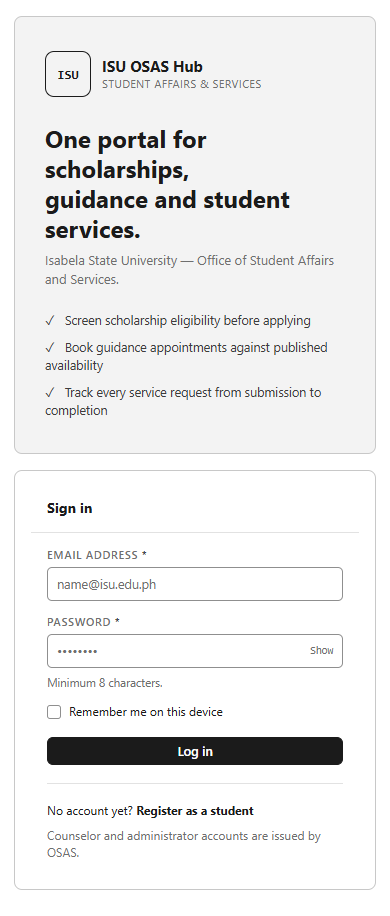 ISU
ISU OSAS Hub
STUDENT AFFAIRS & SERVICES
One portal for
scholarships,
guidance and student
services.
Isabela State University — Office of Student Affairs
and Services.
✓ Screen scholarship eligibility before applying
✓ Book guidance appointments against published
availability
✓ Track every service request from submission to
completion
Sign in
EMAIL ADDRESS *
name@isu.edu.ph
PASSWORD *
•••••••• Show
Minimum 8 characters.
Remember me on this device
Log in
No account yet? Register as a student
Counselor and administrator accounts are issued by
OSAS.